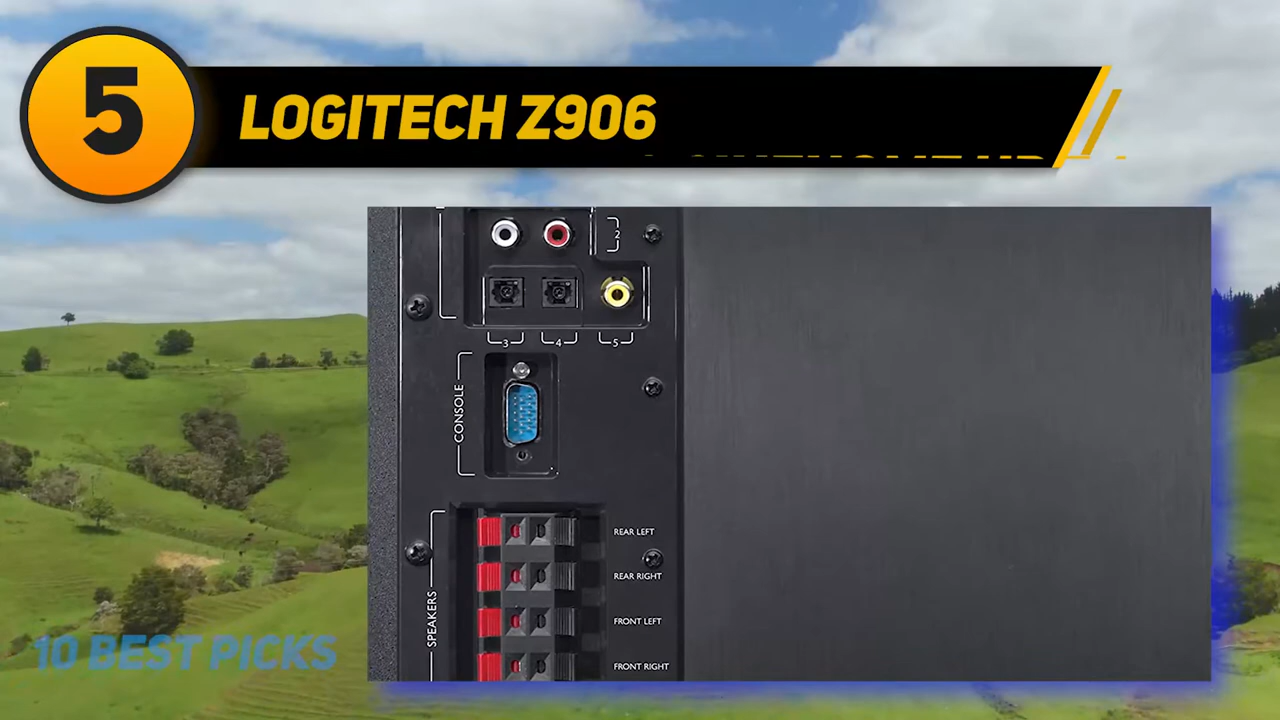 5
LOGITECH Z906
2
3 4 5
CONSOLE
SPEAKERS
REAR LEFT
REAR RIGHT
FRONT LEFT
FRONT RIGHT
10 BEST PICKS